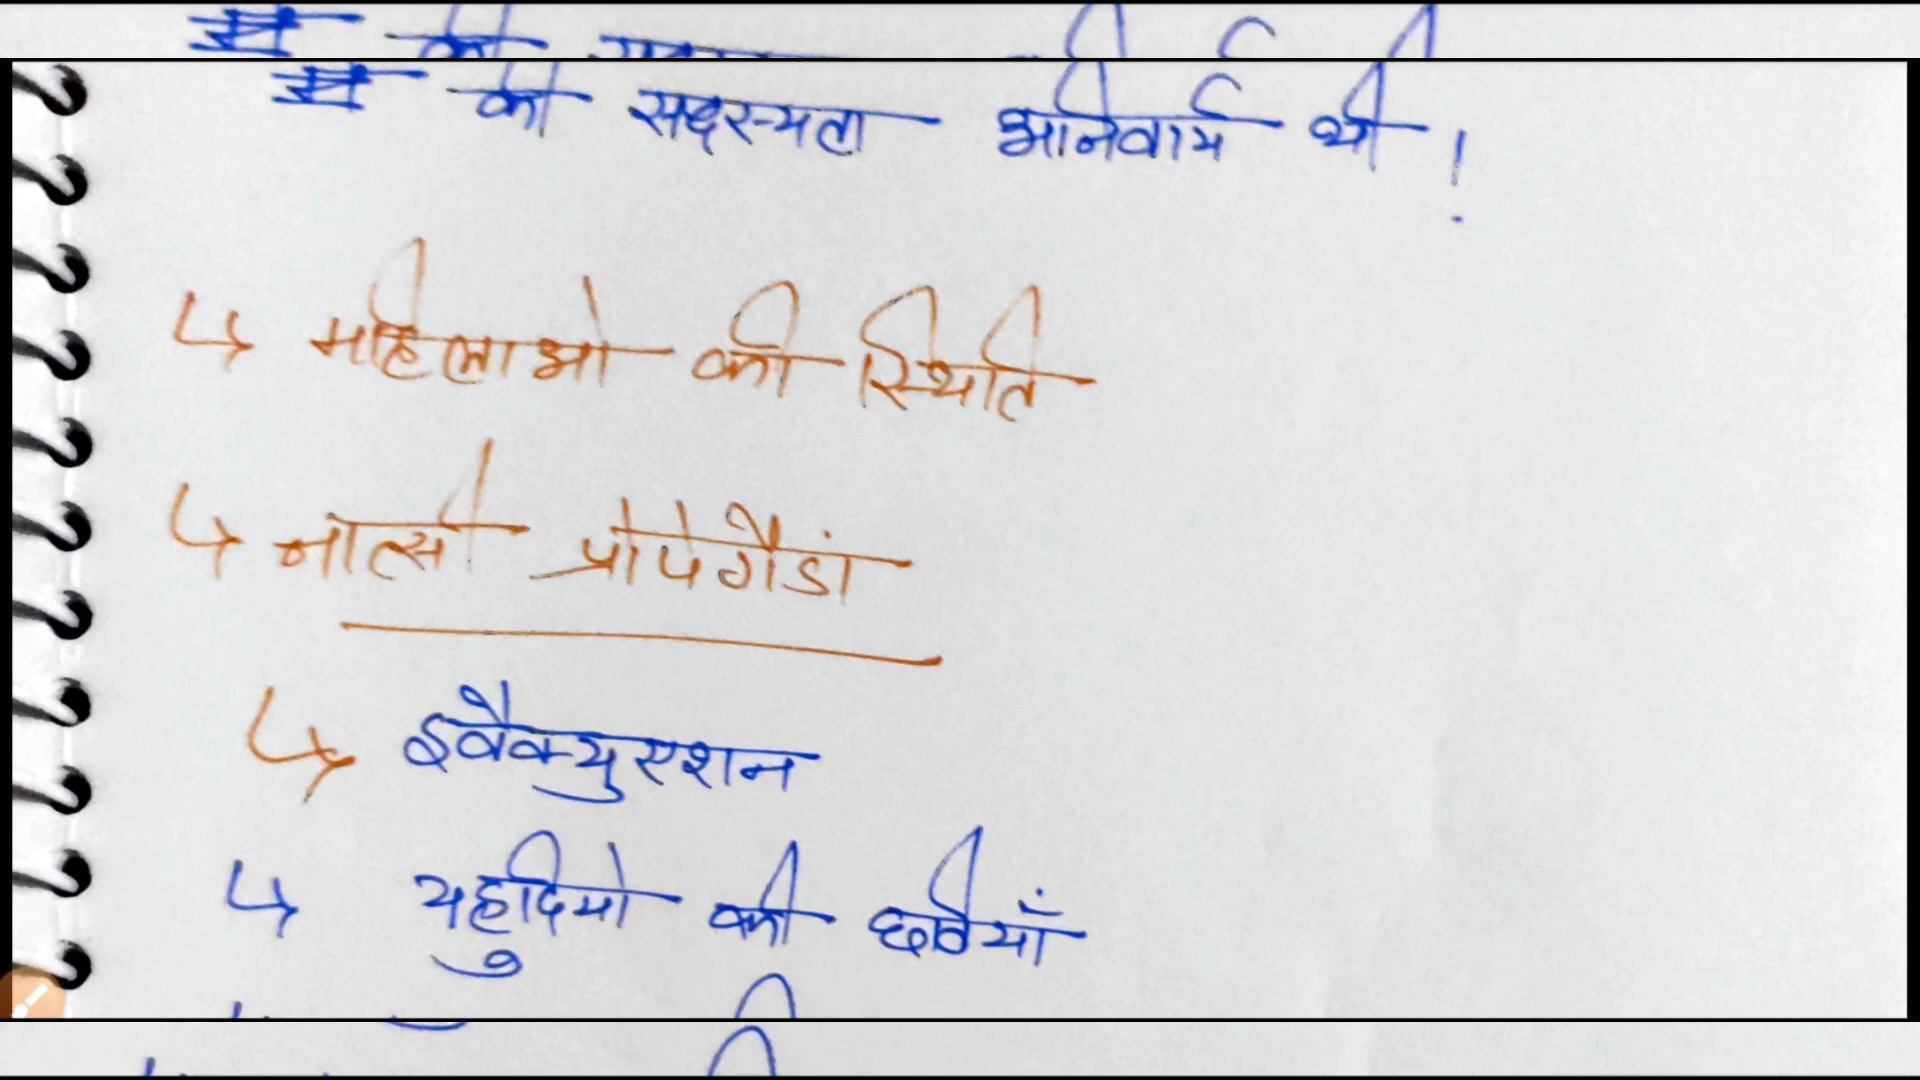 की सदस्यता अनिवार्य थी !
↳ महिलाओ की स्थिति
↳ नात्सी प्रोपेगैंडा
↳ इवैक्युएशन
↳ यहुदियो की छवियाँ